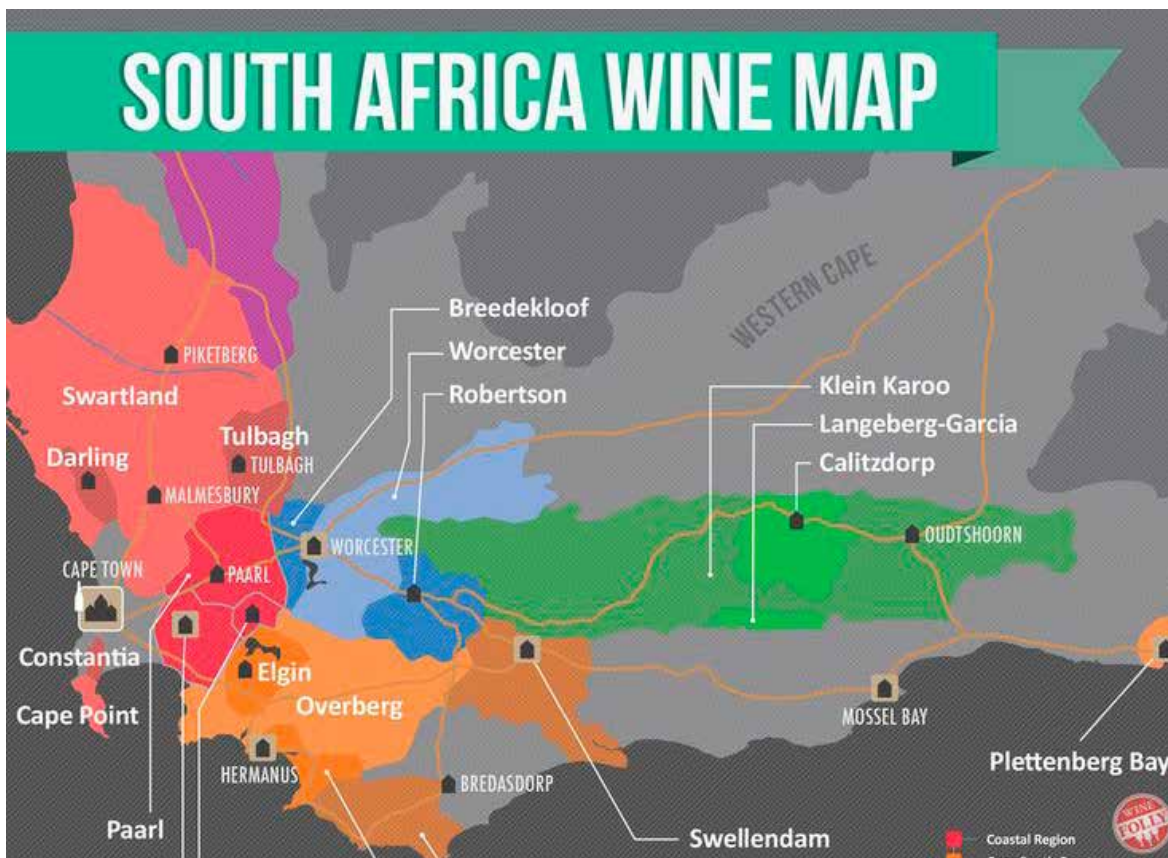 SOUTH AFRICA WINE MAP
WESTERN CAPE
Breedekloof
Worcester
Robertson
PIKETBERG
Swartland
Klein Karoo
Langeberg-Garcia
Calitzdorp
Tulbagh
TULBAGH
Darling
MALMESBURY
OUDTSHOORN
WORCESTER
CAPE TOWN
PAARL
Constantia
Elgin
Overberg
Cape Point
MOSSEL BAY
HERMANUS
BREDASDORP
Plettenberg Bay
Paarl
Swellendam
Coastal Region
WINE
FOLLY